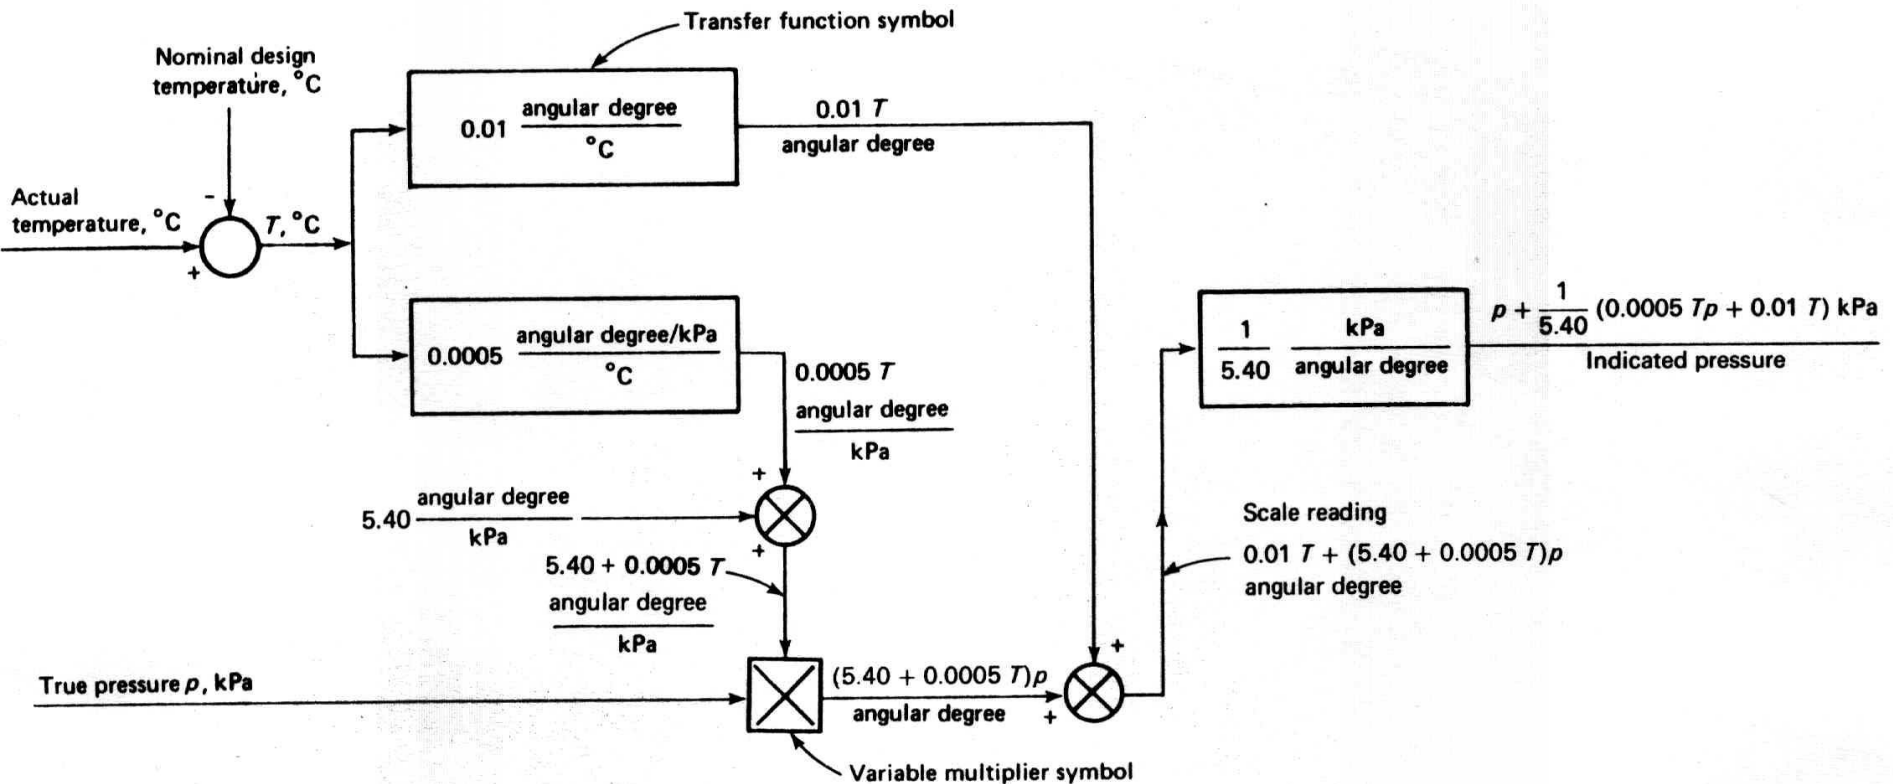 Transfer function symbol
Nominal design
temperature, °C
0.01 angular degree / °C
0.01 T
angular degree
Actual
temperature, °C
-
+
T, °C
0.0005 angular degree/kPa / °C
0.0005 T
angular degree
kPa
1 / 5.40 kPa / angular degree
p + 1/5.40 (0.0005 Tp + 0.01 T) kPa
Indicated pressure
+
5.40 angular degree / kPa
+
5.40 + 0.0005 T
angular degree
kPa
Scale reading
0.01 T + (5.40 + 0.0005 T)p
angular degree
True pressure p, kPa
(5.40 + 0.0005 T)p
angular degree
+
+
Variable multiplier symbol